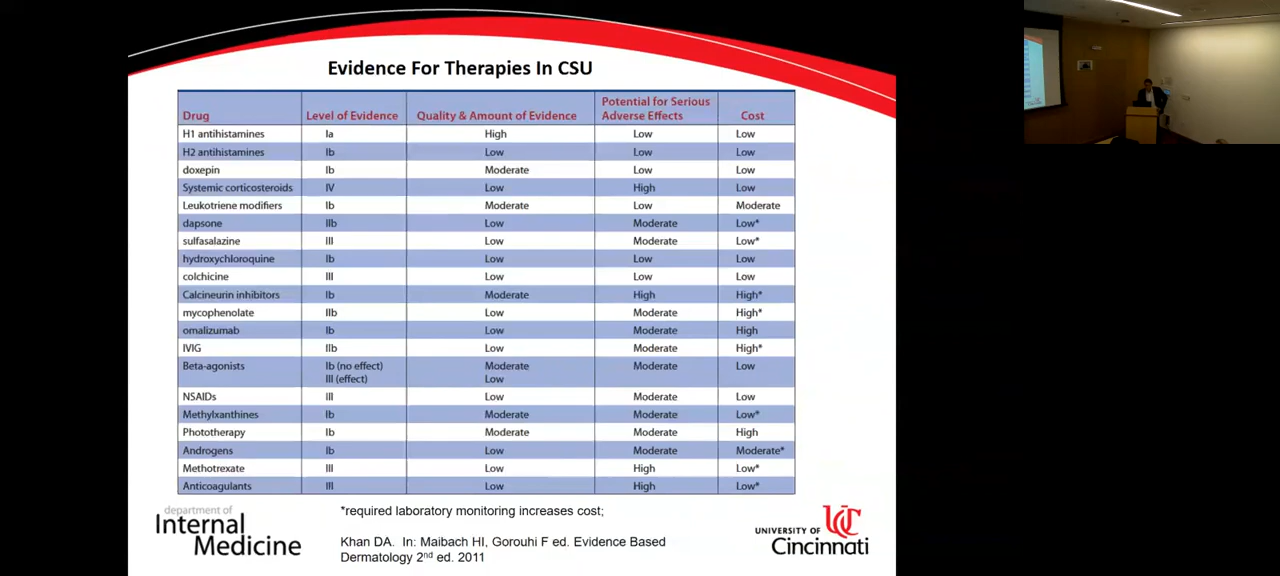 Evidence For Therapies In CSU
Drug Level of Evidence Quality & Amount of Evidence Potential for Serious Adverse Effects Cost
H1 antihistamines Ia High Low Low
H2 antihistamines Ib Low Low Low
doxepin Ib Moderate Low Low
Systemic corticosteroids IV Low High Low
Leukotriene modifiers Ib Moderate Low Moderate
dapsone IIb Low Moderate Low*
sulfasalazine III Low Moderate Low*
hydroxychloroquine Ib Low Low Low
colchicine III Low Low Low
Calcineurin inhibitors Ib Moderate High High*
mycophenolate IIb Low Moderate High*
omalizumab Ib Low Moderate High
IVIG IIb Low Moderate High*
Beta-agonists Ib (no effect) Moderate Moderate Low
III (effect) Low
NSAIDs III Low Moderate Low
Methylxanthines Ib Moderate Moderate Low*
Phototherapy Ib Moderate Moderate High
Androgens Ib Low Moderate Moderate*
Methotrexate III Low High Low*
Anticoagulants III Low High Low*
*required laboratory monitoring increases cost;
Khan DA. In: Maibach HI, Gorouhi F ed. Evidence Based
Dermatology 2nd ed. 2011
department of
Internal
Medicine
UNIVERSITY OF UC
Cincinnati